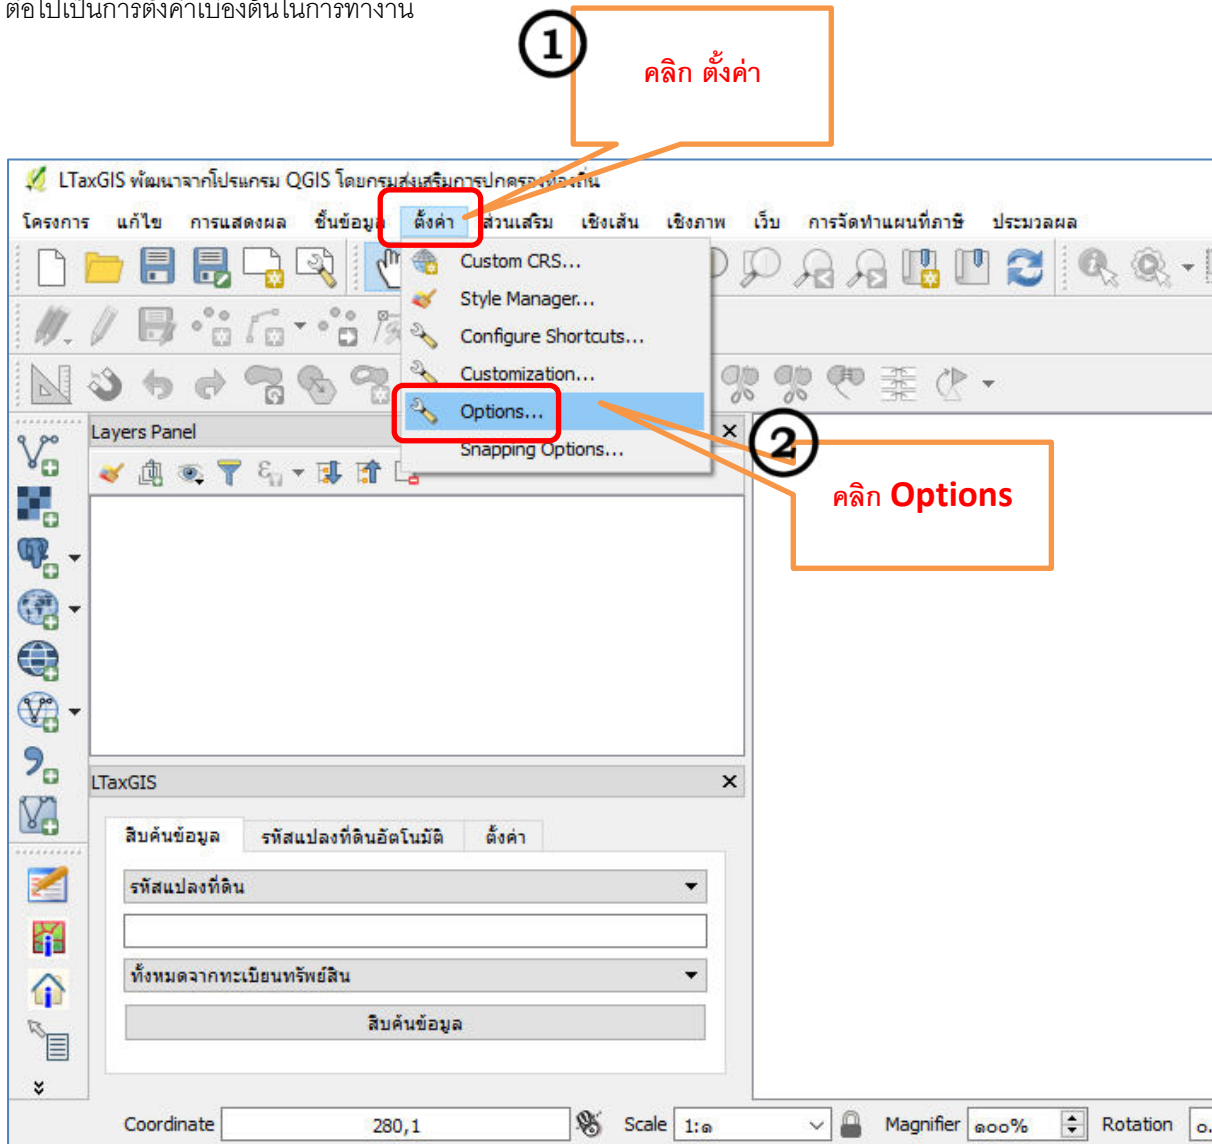 ต่อไปเป็นการตั้งค่าเบื้องต้นในการทำงาน
1
คลิก ตั้งค่า
LTaxGIS พัฒนาจากโปรแกรม QGIS โดยกรมส่งเสริมการปกครองท้องถิ่น
โครงการ แก้ไข การแสดงผล ชั้นข้อมูล ตั้งค่า ส่วนเสริม เชิงเส้น เชิงภาพ เว็บ การจัดทำแผนที่ภาษี ประมวลผล
Custom CRS...
Style Manager...
Configure Shortcuts...
Customization...
Options...
Snapping Options...
2
คลิก Options
Layers Panel
LTaxGIS
สืบค้นข้อมูล รหัสแปลงที่ดินอัตโนมัติ ตั้งค่า
รหัสแปลงที่ดิน
ทั้งหมดจากทะเบียนทรัพย์สิน
สืบค้นข้อมูล
Coordinate 280,1 Scale 1:๑ Magnifier ๑๐๐% Rotation ๐.